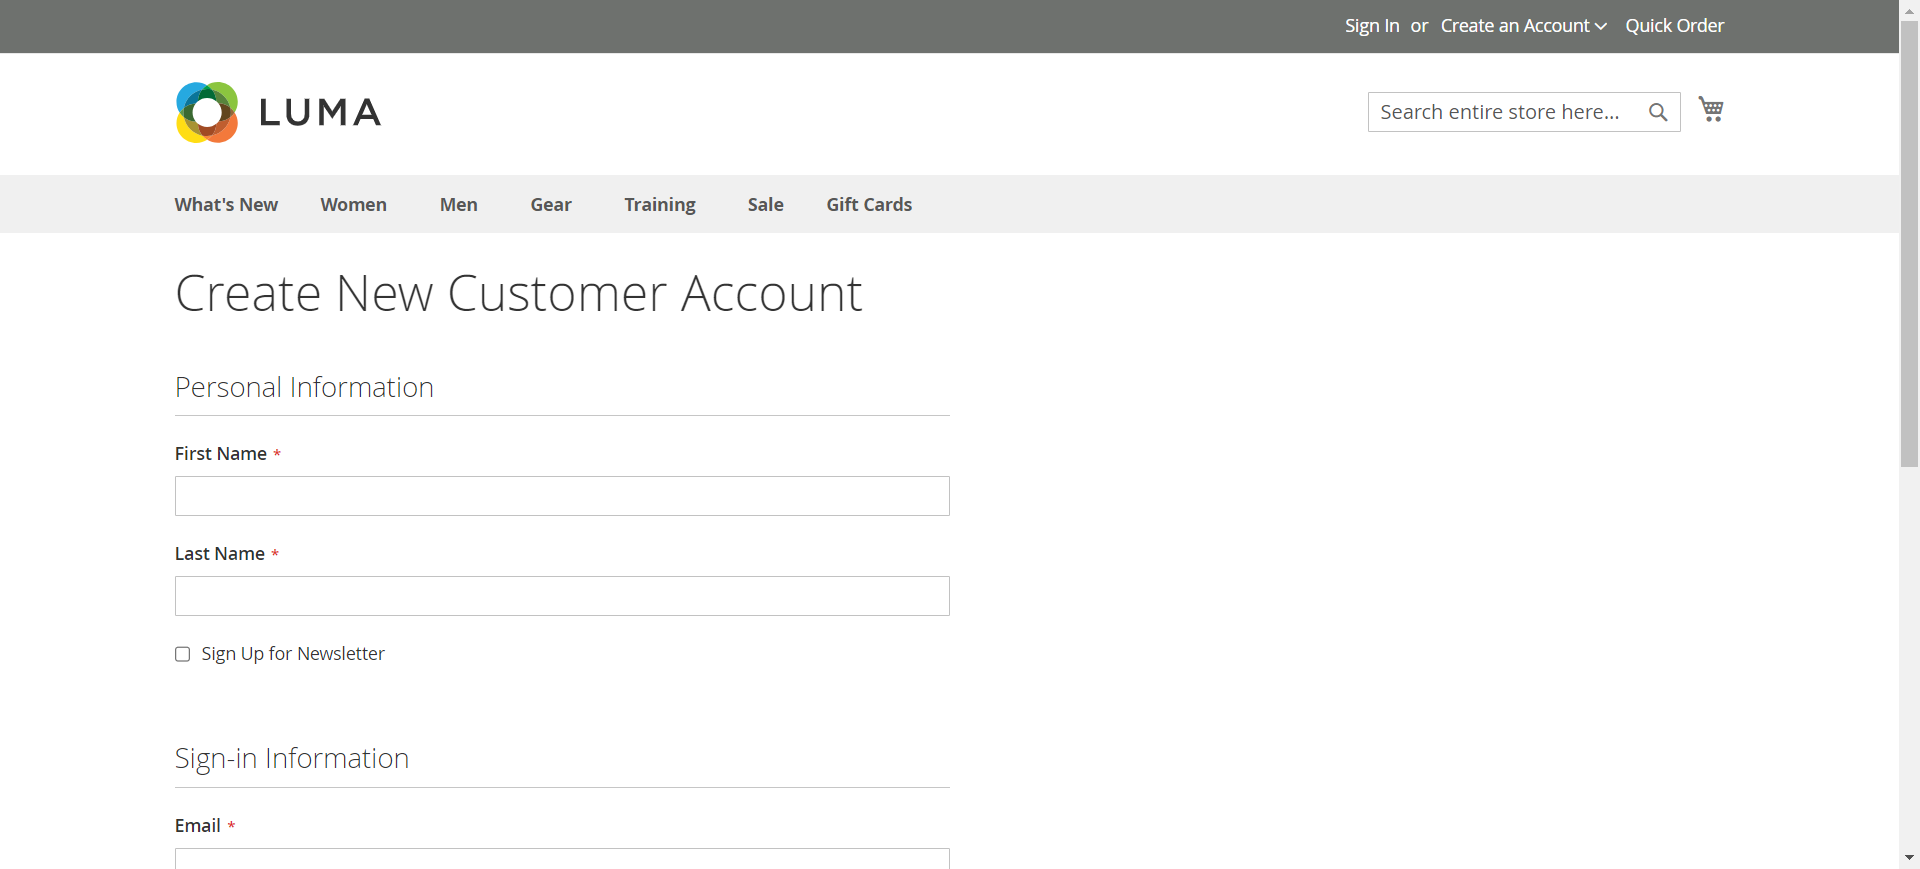 Sign In or Create an Account Quick Order
LUMA
Search entire store here...
What's New Women Men Gear Training Sale Gift Cards
Create New Customer Account
Personal Information
First Name *
Last Name *
Sign Up for Newsletter
Sign-in Information
Email *